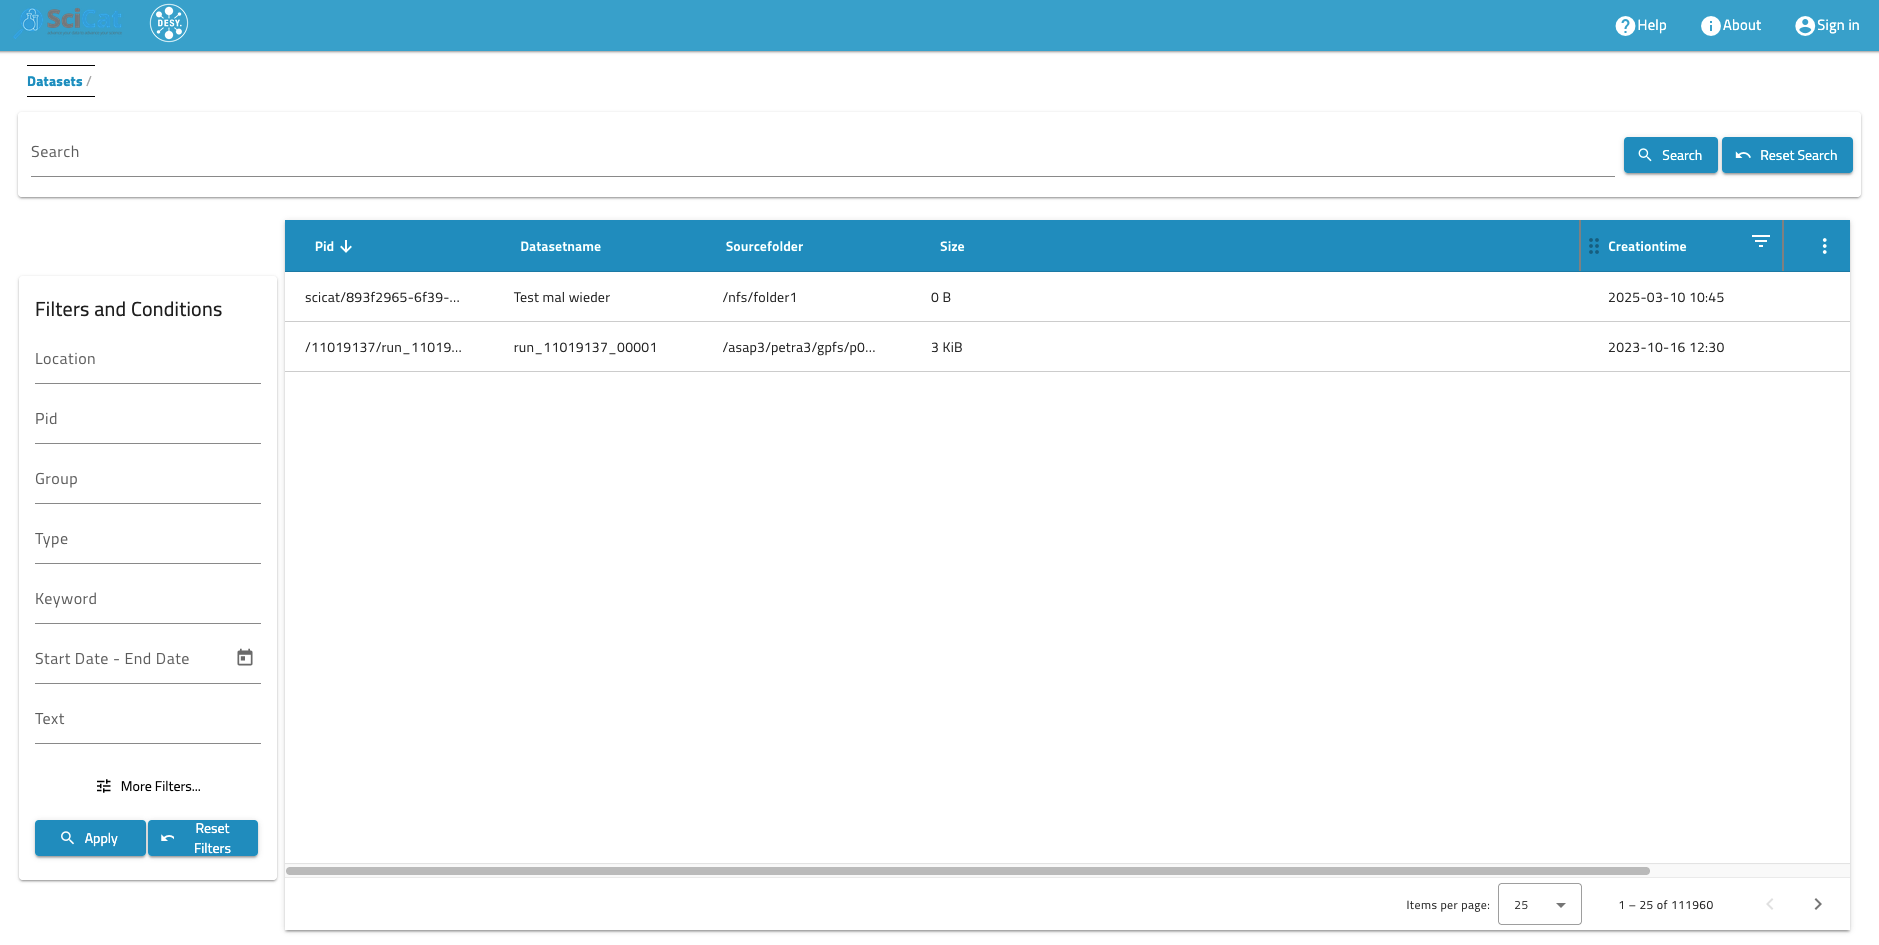 Sci
DESY.
Help
About
Sign in
Datasets /
Search
Search
Reset Search
Pid
Datasetname
Sourcefolder
Size
Creationtime
scicat/893f2965-6f39-...
Test mal wieder
/nfs/folder1
0 B
2025-03-10 10:45
/11019137/run_11019...
run_11019137_00001
/asap3/petra3/gpfs/p0...
3 KiB
2023-10-16 12:30
Filters and Conditions
Location
Pid
Group
Type
Keyword
Start Date - End Date
Text
More Filters...
Apply
Reset
Filters
Items per page:
25
1 – 25 of 111960